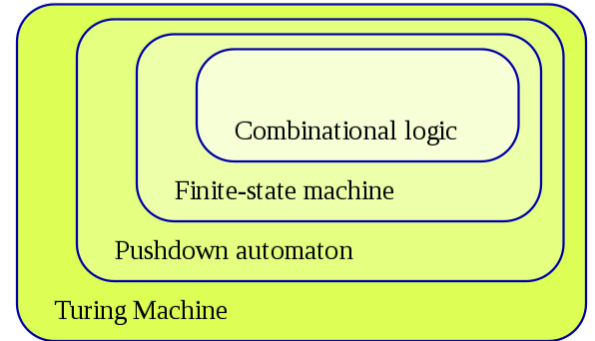 Combinational logic
Finite-state machine
Pushdown automaton
Turing Machine